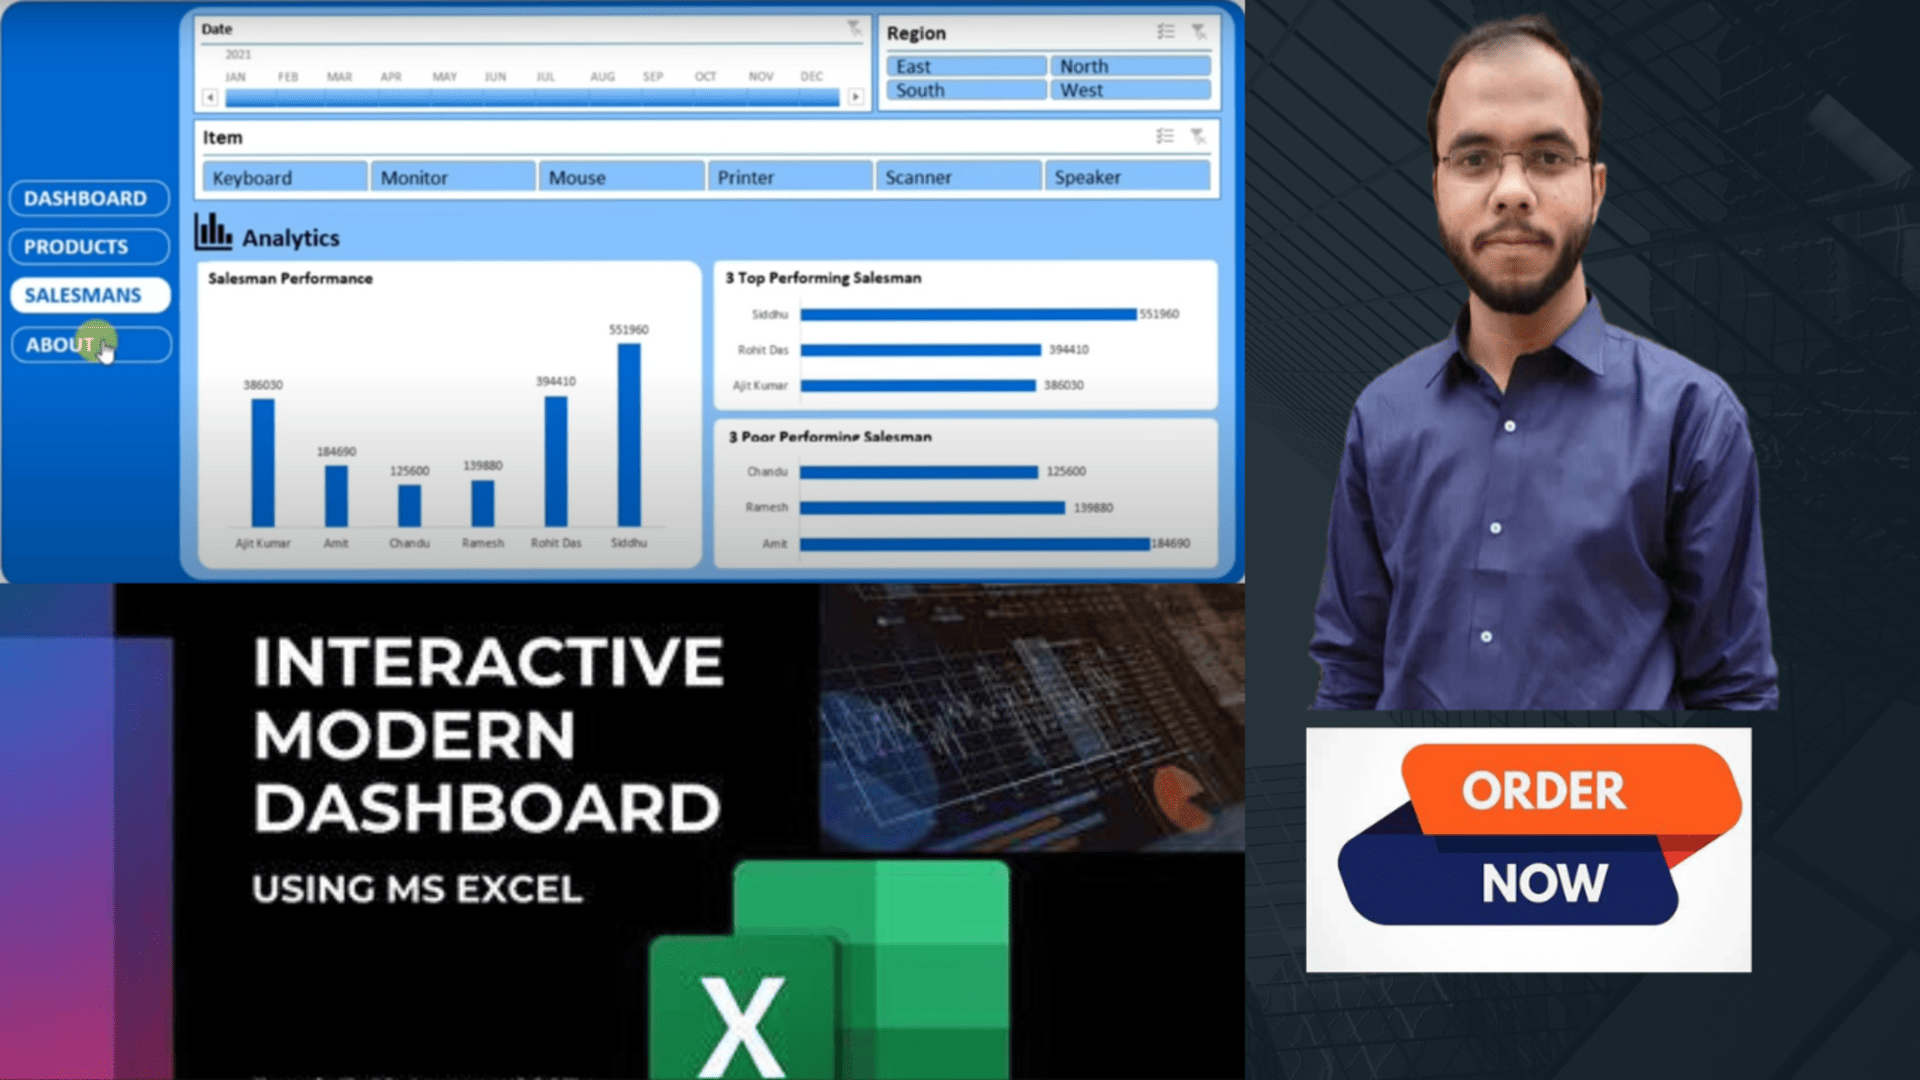 Date
2021
JAN FEB MAR APR MAY JUN JUL AUG SEP OCT NOV DEC
Region
East North
South West
Item
Keyboard Monitor Mouse Printer Scanner Speaker
DASHBOARD
PRODUCTS
SALESMANS
ABOUT
Analytics
Salesman Performance
386030
184690
125600
139880
394410
551960
Ajit Kumar Amit Chandu Ramesh Rohit Das Siddhu
3 Top Performing Salesman
Siddhu 551960
Rohit Das 394410
Ajit Kumar 386030
3 Poor Performing Salesman
Chandu 125600
Ramesh 139880
Amit 184690
INTERACTIVE
MODERN
DASHBOARD
USING MS EXCEL
X
ORDER
NOW